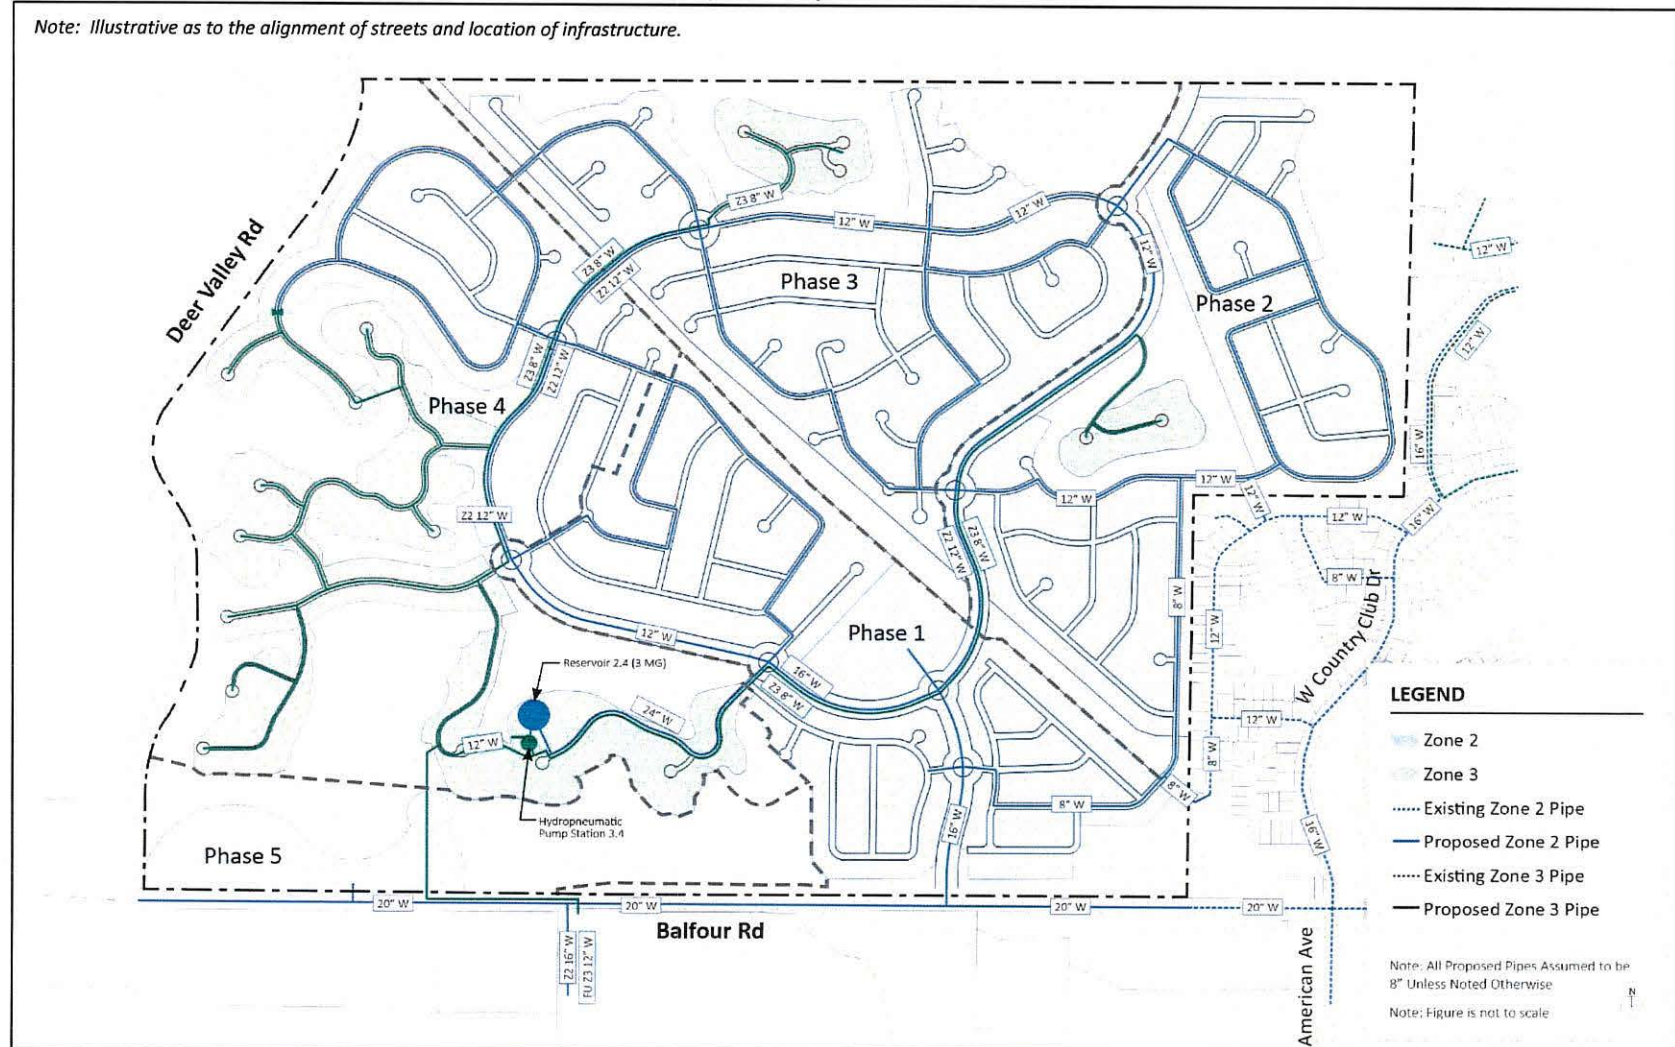 Note: Illustrative as to the alignment of streets and location of infrastructure.
Z3 8" W
12" W
12" W
12" W
Z3 8" W
Z2 12" W
Phase 3
Phase 2
12" W
12" W
Deer Valley Rd
Z3 8" W
Z2 12" W
Phase 4
16" W
12" W
12" W
12" W
Z2 12" W
Z2 12" W
Z3 8" W
12" W
16" W
8" W
8" W
12" W
W Country Club Dr
12" W
Phase 1
Reservoir 2.4 (3 MG)
16" W
Z3 8" W
24" W
12" W
12" W
8" W
8" W
8" W
16" W
16" W
Hydropneumatic
Pump Station 3.4
Phase 5
20" W
20" W
20" W
20" W
Balfour Rd
Z2 16" W
FU Z3 12" W
American Ave
LEGEND
Zone 2
Zone 3
Existing Zone 2 Pipe
Proposed Zone 2 Pipe
Existing Zone 3 Pipe
Proposed Zone 3 Pipe
Note: All Proposed Pipes Assumed to be
8" Unless Noted Otherwise
N
Note: Figure is not to scale